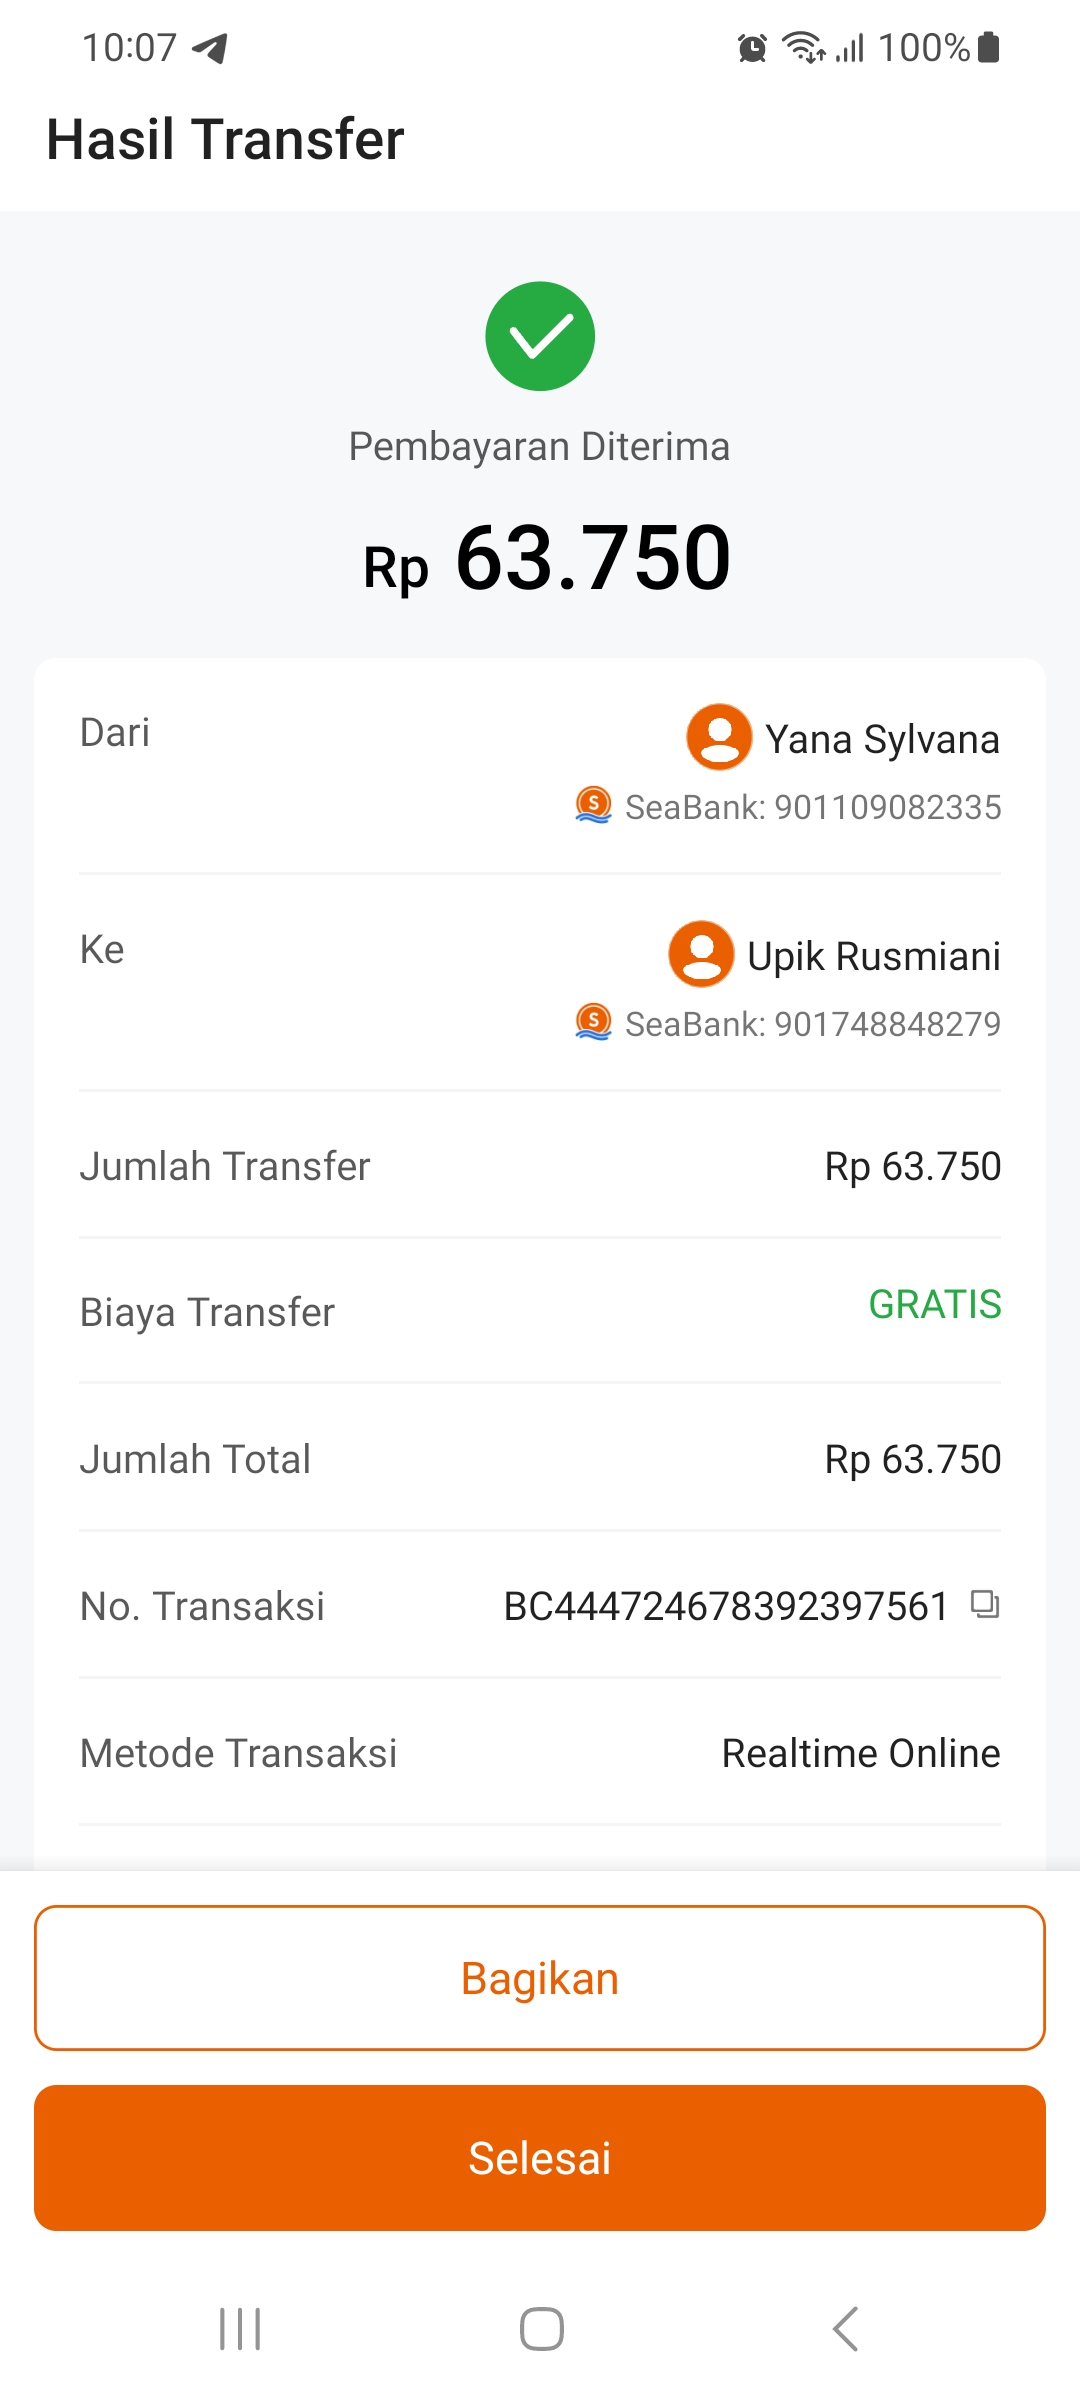 10:07 100%
Hasil Transfer
Pembayaran Diterima
Rp 63.750
Dari Yana Sylvana
SeaBank: 901109082335
Ke Upik Rusmiani
SeaBank: 901748848279
Jumlah Transfer Rp 63.750
Biaya Transfer GRATIS
Jumlah Total Rp 63.750
No. Transaksi BC444724678392397561
Metode Transaksi Realtime Online
Bagikan
Selesai